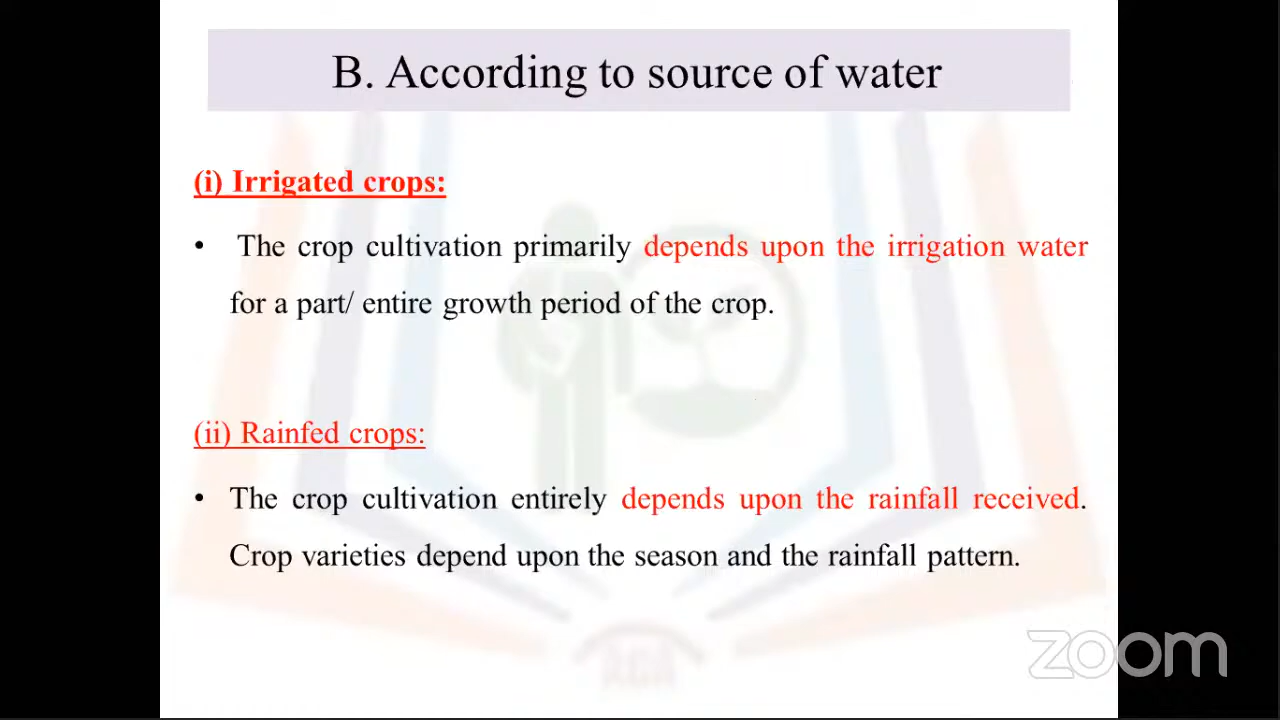 B. According to source of water
(i) Irrigated crops:
• The crop cultivation primarily depends upon the irrigation water
for a part/ entire growth period of the crop.
(ii) Rainfed crops:
• The crop cultivation entirely depends upon the rainfall received.
Crop varieties depend upon the season and the rainfall pattern.
zoom